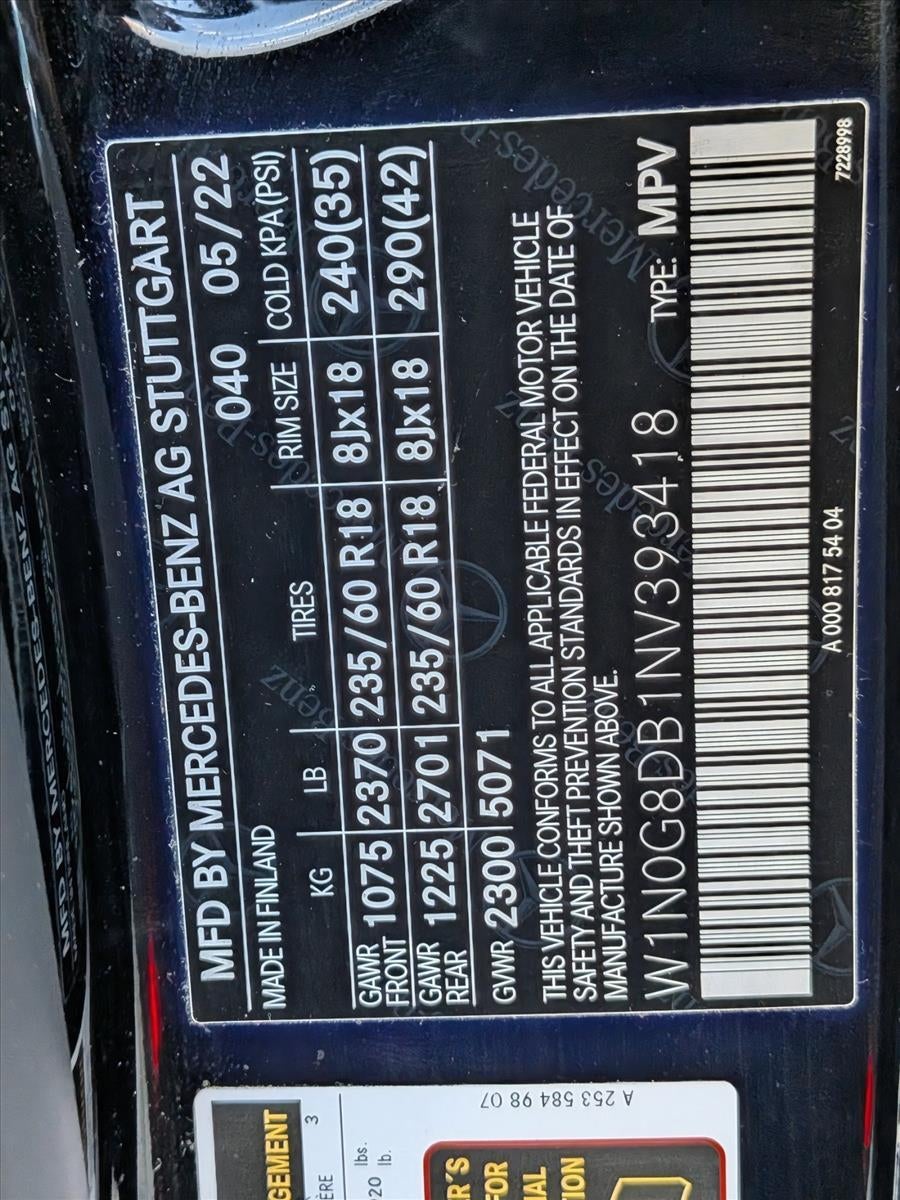 MFD BY MERCEDES-BENZ AG STUTTGART
MADE IN FINLAND 040 05/22
KG LB TIRES RIM SIZE COLD KPA (PSI)
GAWR FRONT 1075 2370 235/60 R18 8Jx18 240(35)
GAWR REAR 1225 2701 235/60 R18 8Jx18 290(42)
GVWR 2300 5071
THIS VEHICLE CONFORMS TO ALL APPLICABLE FEDERAL MOTOR VEHICLE
SAFETY AND THEFT PREVENTION STANDARDS IN EFFECT ON THE DATE OF
MANUFACTURE SHOWN ABOVE.
W1N0G8DB1NV393418 TYPE: MPV
A 000 817 54 04
7228998
A 253 584 98 07
3
lbs.
lb.